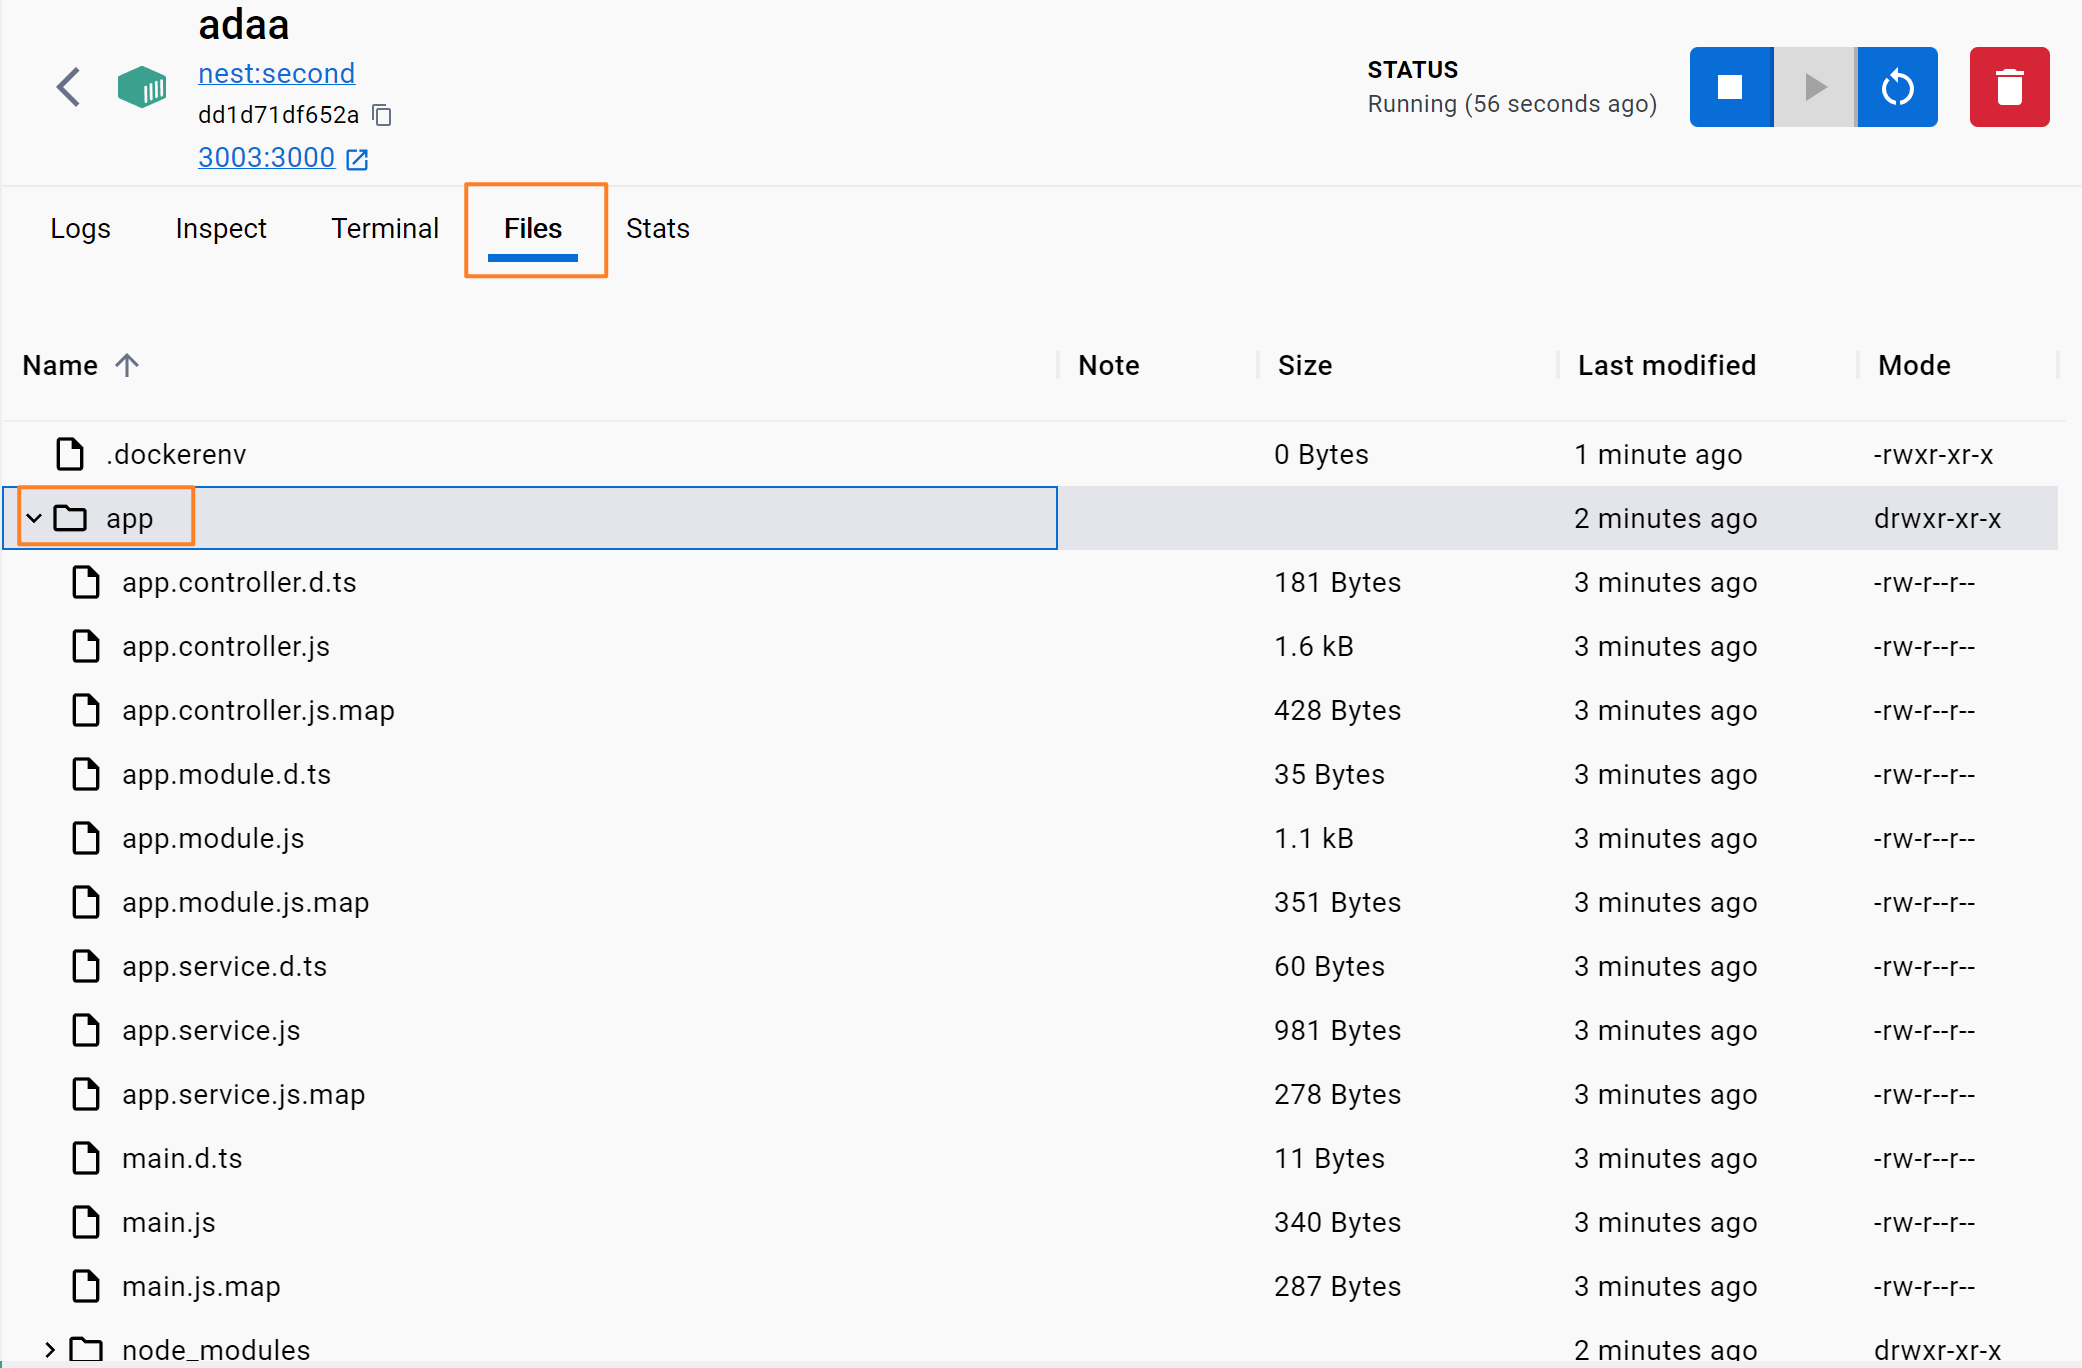 adaa
nest:second
dd1d71df652a
3003:3000
STATUS
Running (56 seconds ago)
Logs Inspect Terminal Files Stats
Name Note Size Last modified Mode
.dockerenv 0 Bytes 1 minute ago -rwxr-xr-x
app 2 minutes ago drwxr-xr-x
app.controller.d.ts 181 Bytes 3 minutes ago -rw-r--r--
app.controller.js 1.6 kB 3 minutes ago -rw-r--r--
app.controller.js.map 428 Bytes 3 minutes ago -rw-r--r--
app.module.d.ts 35 Bytes 3 minutes ago -rw-r--r--
app.module.js 1.1 kB 3 minutes ago -rw-r--r--
app.module.js.map 351 Bytes 3 minutes ago -rw-r--r--
app.service.d.ts 60 Bytes 3 minutes ago -rw-r--r--
app.service.js 981 Bytes 3 minutes ago -rw-r--r--
app.service.js.map 278 Bytes 3 minutes ago -rw-r--r--
main.d.ts 11 Bytes 3 minutes ago -rw-r--r--
main.js 340 Bytes 3 minutes ago -rw-r--r--
main.js.map 287 Bytes 3 minutes ago -rw-r--r--
node_modules 2 minutes ago drwxr-xr-x